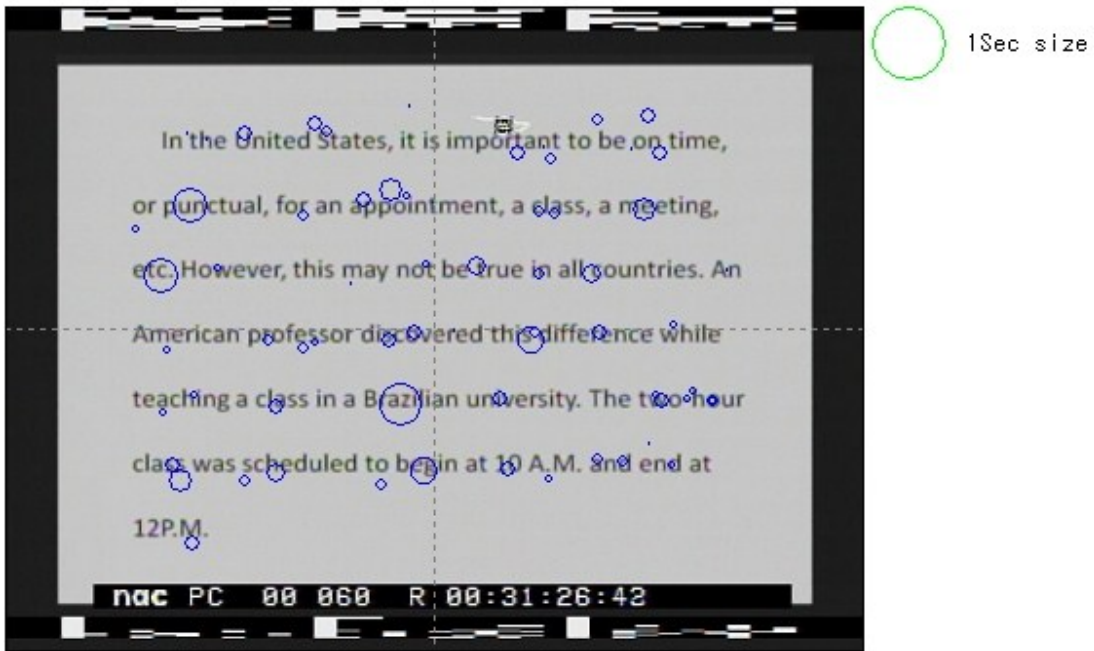 1Sec size
In the United States, it is important to be on time,
or punctual, for an appointment, a class, a meeting,
etc. However, this may not be true in all countries. An
American professor discovered this difference while
teaching a class in a Brazilian university. The two-hour
class was scheduled to begin at 10 A.M. and end at
12P.M.
nac PC 00 060 R 00:31:26:42